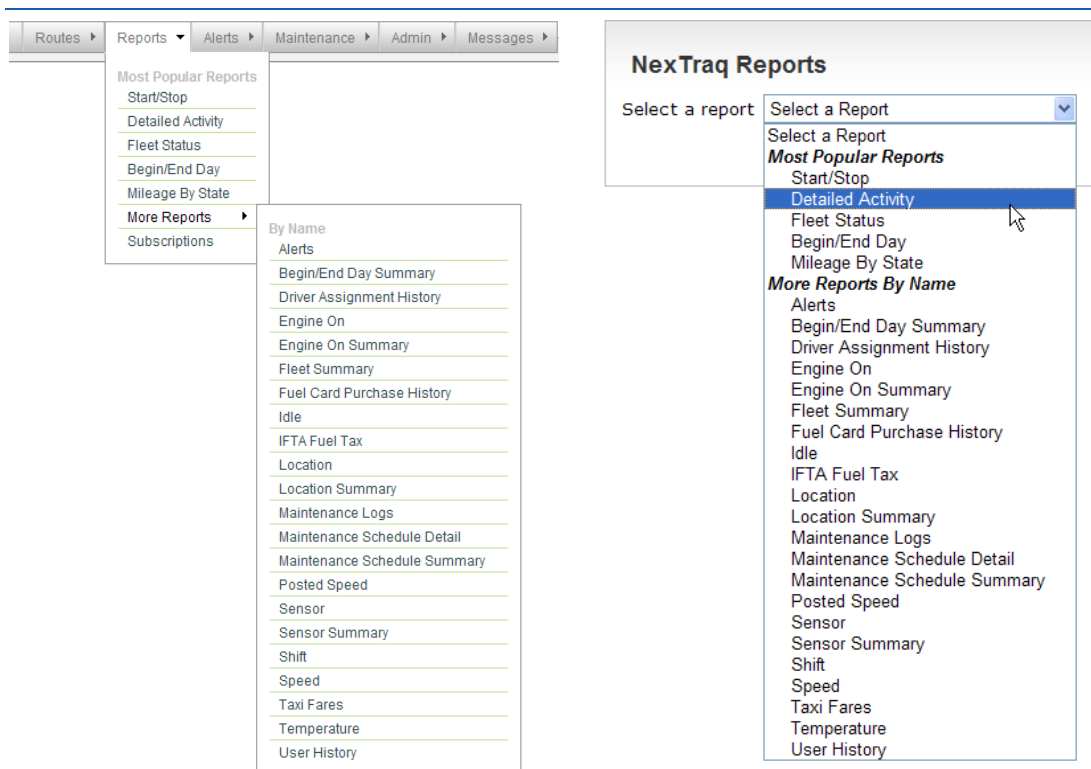 Routes Reports Alerts Maintenance Admin Messages
Most Popular Reports
Start/Stop
Detailed Activity
Fleet Status
Begin/End Day
Mileage By State
More Reports
Subscriptions
By Name
Alerts
Begin/End Day Summary
Driver Assignment History
Engine On
Engine On Summary
Fleet Summary
Fuel Card Purchase History
Idle
IFTA Fuel Tax
Location
Location Summary
Maintenance Logs
Maintenance Schedule Detail
Maintenance Schedule Summary
Posted Speed
Sensor
Sensor Summary
Shift
Speed
Taxi Fares
Temperature
User History
NexTraq Reports
Select a report Select a Report
Select a Report
Most Popular Reports
Start/Stop
Detailed Activity
Fleet Status
Begin/End Day
Mileage By State
More Reports By Name
Alerts
Begin/End Day Summary
Driver Assignment History
Engine On
Engine On Summary
Fleet Summary
Fuel Card Purchase History
Idle
IFTA Fuel Tax
Location
Location Summary
Maintenance Logs
Maintenance Schedule Detail
Maintenance Schedule Summary
Posted Speed
Sensor
Sensor Summary
Shift
Speed
Taxi Fares
Temperature
User History